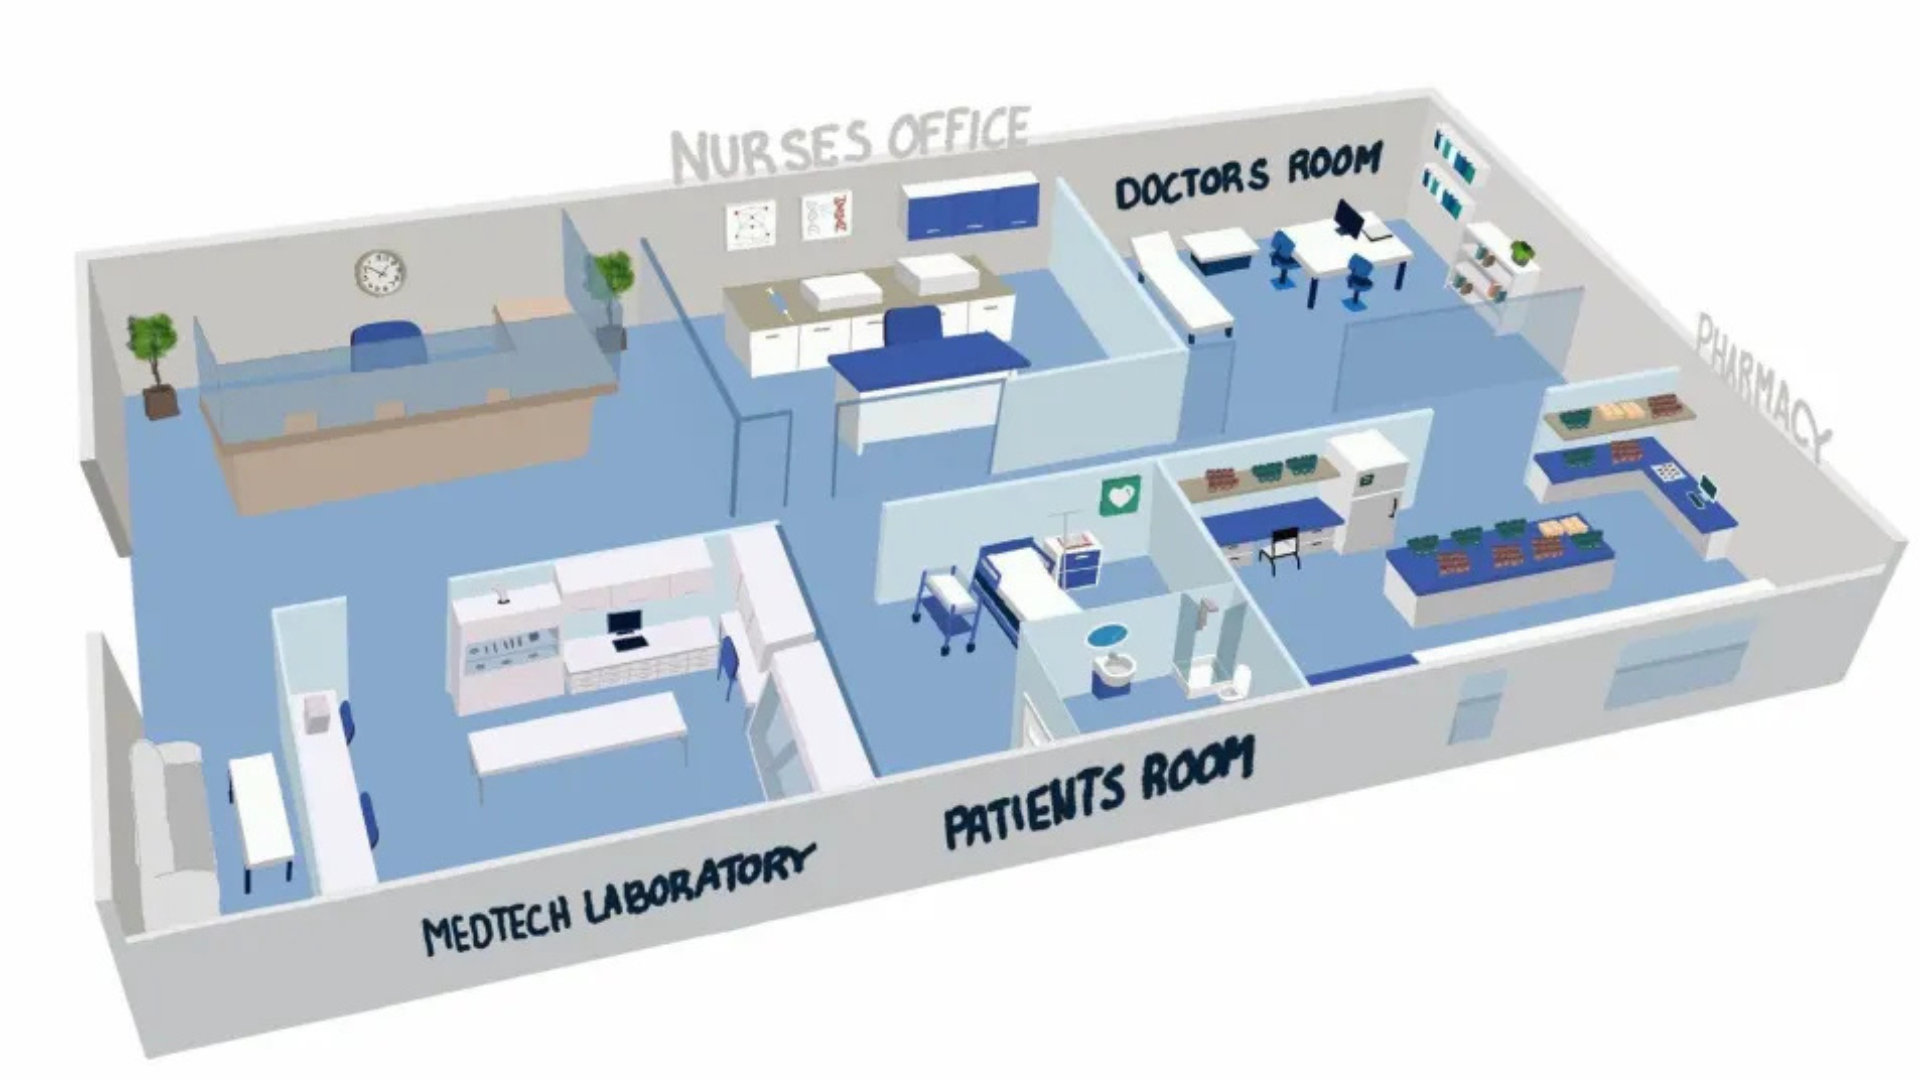 NURSES OFFICE
DOCTORS ROOM
PHARMACY
PATIENTS ROOM
MEDTECH LABORATORY